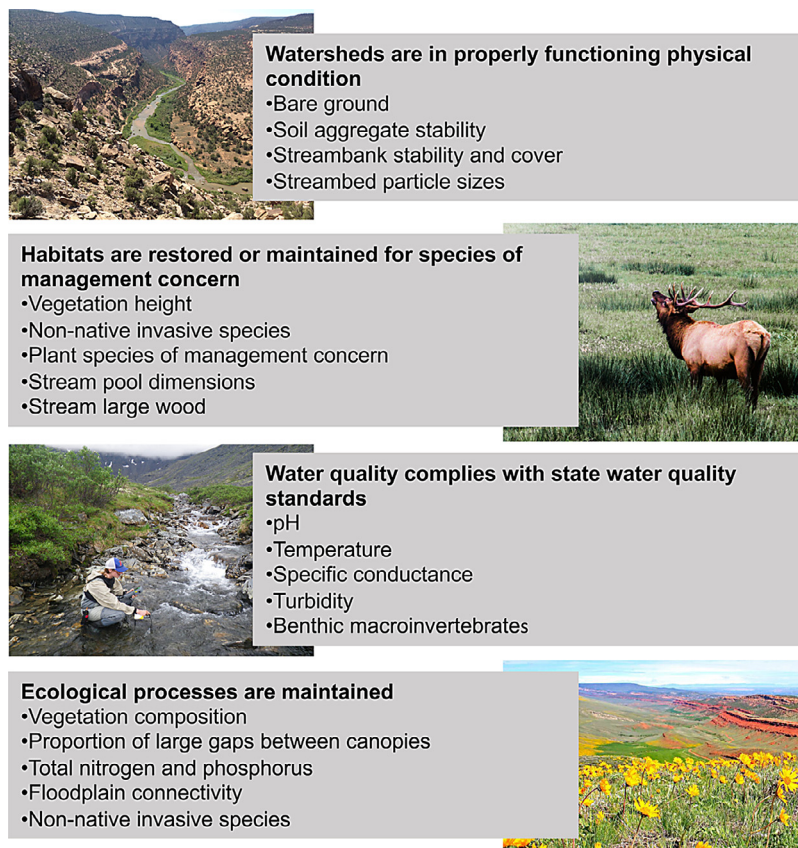 Watersheds are in properly functioning physical
condition
•Bare ground
•Soil aggregate stability
•Streambank stability and cover
•Streambed particle sizes
Habitats are restored or maintained for species of
management concern
•Vegetation height
•Non-native invasive species
•Plant species of management concern
•Stream pool dimensions
•Stream large wood
Water quality complies with state water quality
standards
•pH
•Temperature
•Specific conductance
•Turbidity
•Benthic macroinvertebrates
Ecological processes are maintained
•Vegetation composition
•Proportion of large gaps between canopies
•Total nitrogen and phosphorus
•Floodplain connectivity
•Non-native invasive species